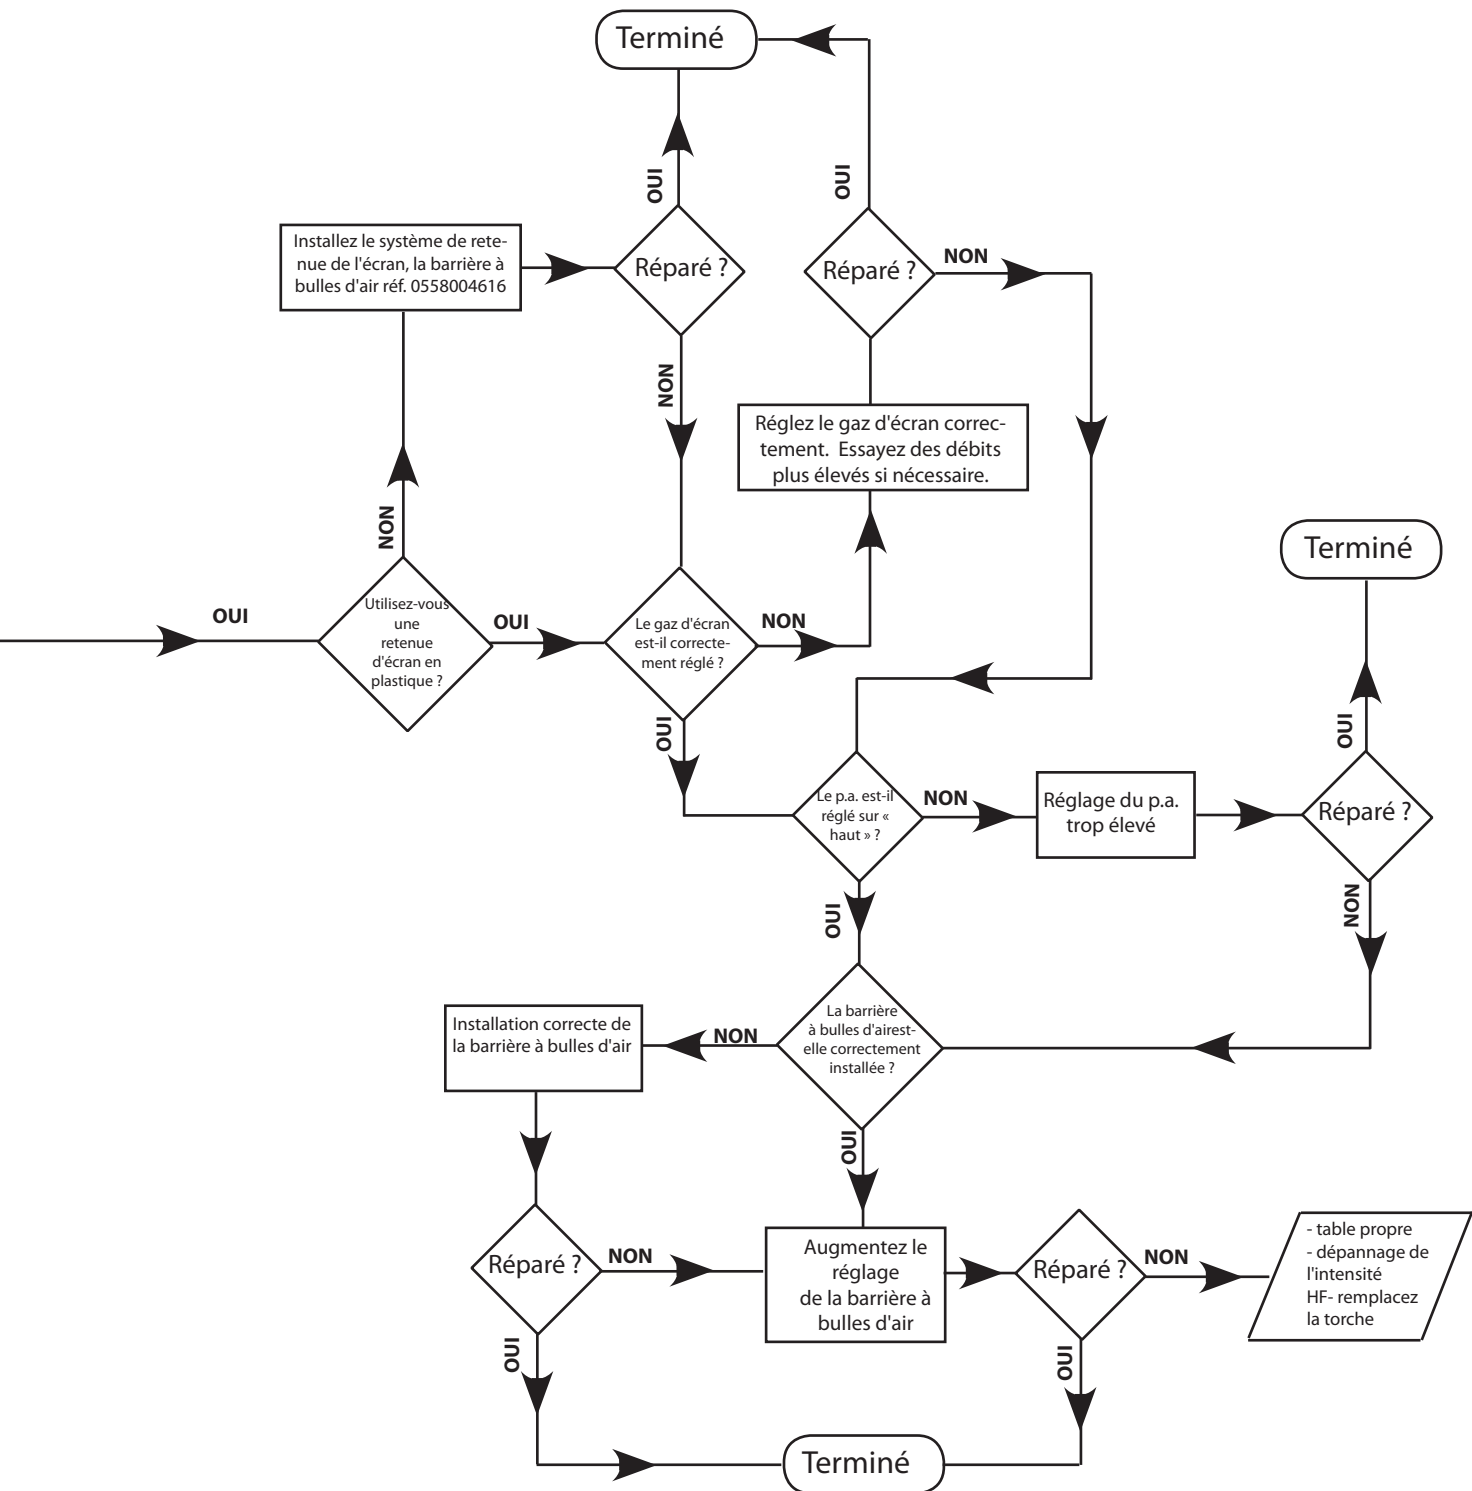 Terminé
OUI
OUI
Installez le système de rete-
nue de l'écran, la barrière à
bulles d'air réf. 0558004616
Réparé ?
Réparé ?
NON
NON
Réglez le gaz d'écran correc-
tement. Essayez des débits
plus élevés si nécessaire.
NON
Terminé
OUI
Utilisez-vous
une
retenue
d'écran en
plastique ?
OUI
Le gaz d'écran
est-il correcte-
ment réglé ?
NON
OUI
OUI
Le p.a. est-il
réglé sur «
haut » ?
NON
Réglage du p.a.
trop élevé
Réparé ?
OUI
NON
Installation correcte de
la barrière à bulles d'air
NON
La barrière
à bulles d'airest-
elle correctement
installée ?
OUI
Réparé ?
NON
Augmentez le
réglage
de la barrière à
bulles d'air
Réparé ?
NON
- table propre
- dépannage de
l'intensité
HF- remplacez
la torche
OUI
OUI
Terminé